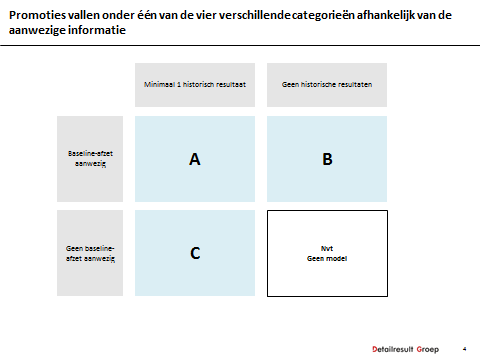 Promoties vallen onder één van de vier verschillende categorieën afhankelijk van de
aanwezige informatie
Minimaal 1 historisch resultaat
Geen historische resultaten
Baseline-afzet
aanwezig
A
B
Geen baseline-
afzet aanwezig
C
Nvt
Geen model
Detailresult Groep
4